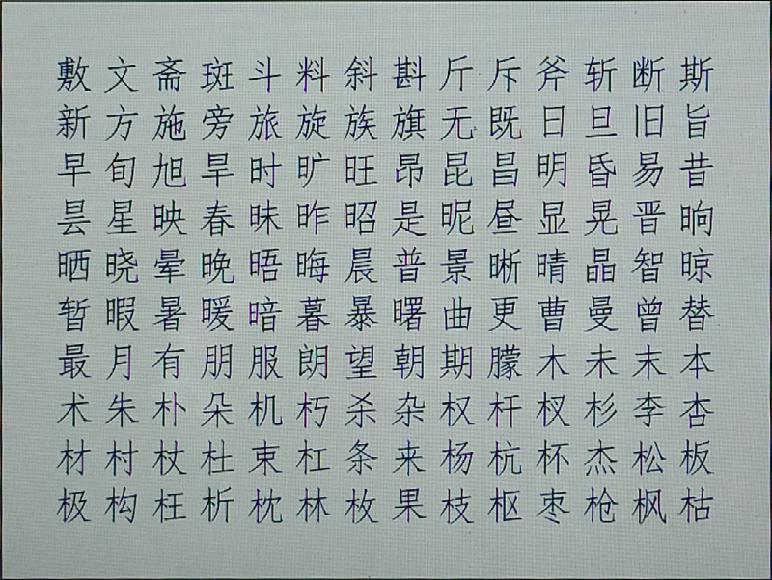 敷文斋斑斗料斜斟斤斥斧斩断斯
新方施旁旅旋族旗无既日旦旧旨
早旬旭旱时旷旺昂昆昌明昏易昔
昙星映春昧昨昭是昵昼显晃晋晌
晒晓晕晚晤晦晨普景晰晴晶智晾
暂暇暑暖暗暮暴曙曲更曹曼曾替
最月有朋服朗望朝期朦木未末本
术朱朴朵机朽杀杂权杆杈杉李杏
材村杖杜束杠条来杨杭杯杰松板
极构枉析枕林枚果枝枢枣枪枫枯